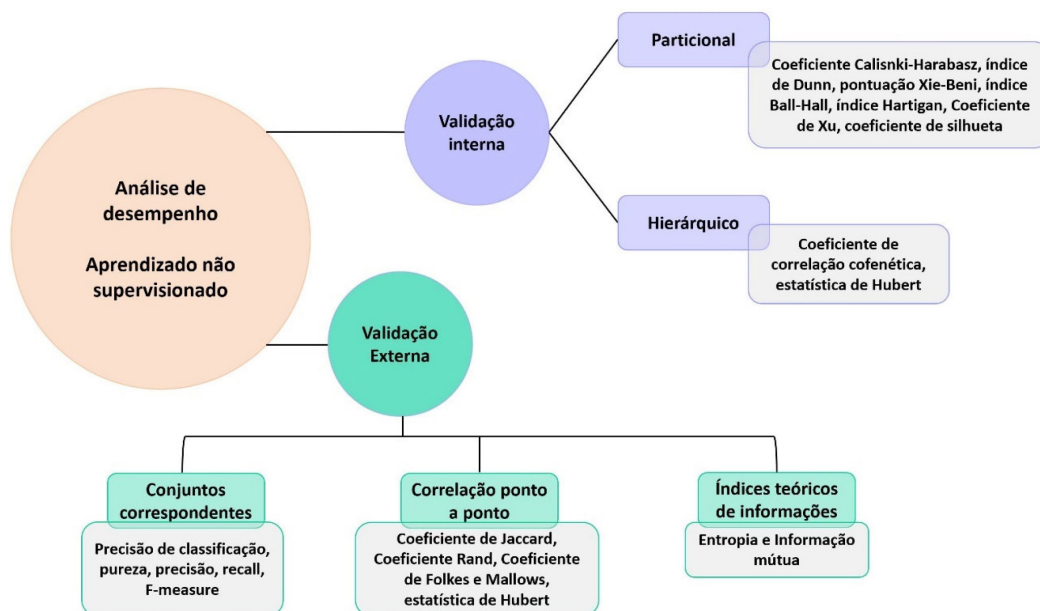 Análise de
desempenho
Aprendizado não
supervisionado
Validação
interna
Particional
Coeficiente Calisnki-Harabasz, índice
de Dunn, pontuação Xie-Beni, índice
Ball-Hall, índice Hartigan, Coeficiente
de Xu, coeficiente de silhueta
Hierárquico
Coeficiente de
correlação cofenética,
estatística de Hubert
Validação
Externa
Conjuntos
correspondentes
Precisão de classificação,
pureza, precisão, recall,
F-measure
Correlação ponto
a ponto
Coeficiente de Jaccard,
Coeficiente Rand, Coeficiente
de Folkes e Mallows,
estatística de Hubert
Índices teóricos
de informações
Entropia e Informação
mútua